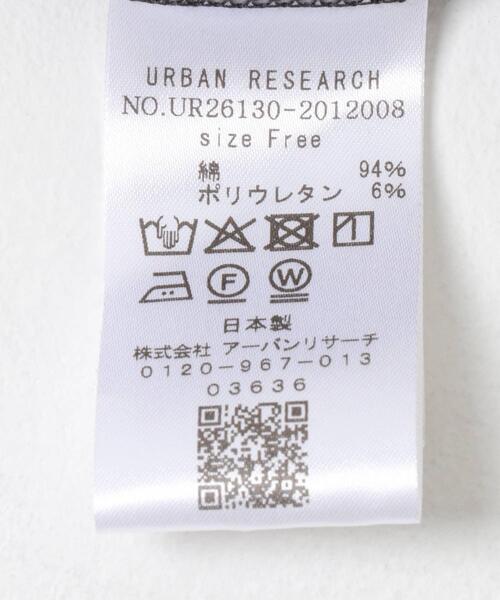 URBAN RESEARCH
NO.UR26130-2012008
size Free
綿 94%
ポリウレタン 6%
F W
日本製
株式会社 アーバンリサーチ
0120-967-013
03636